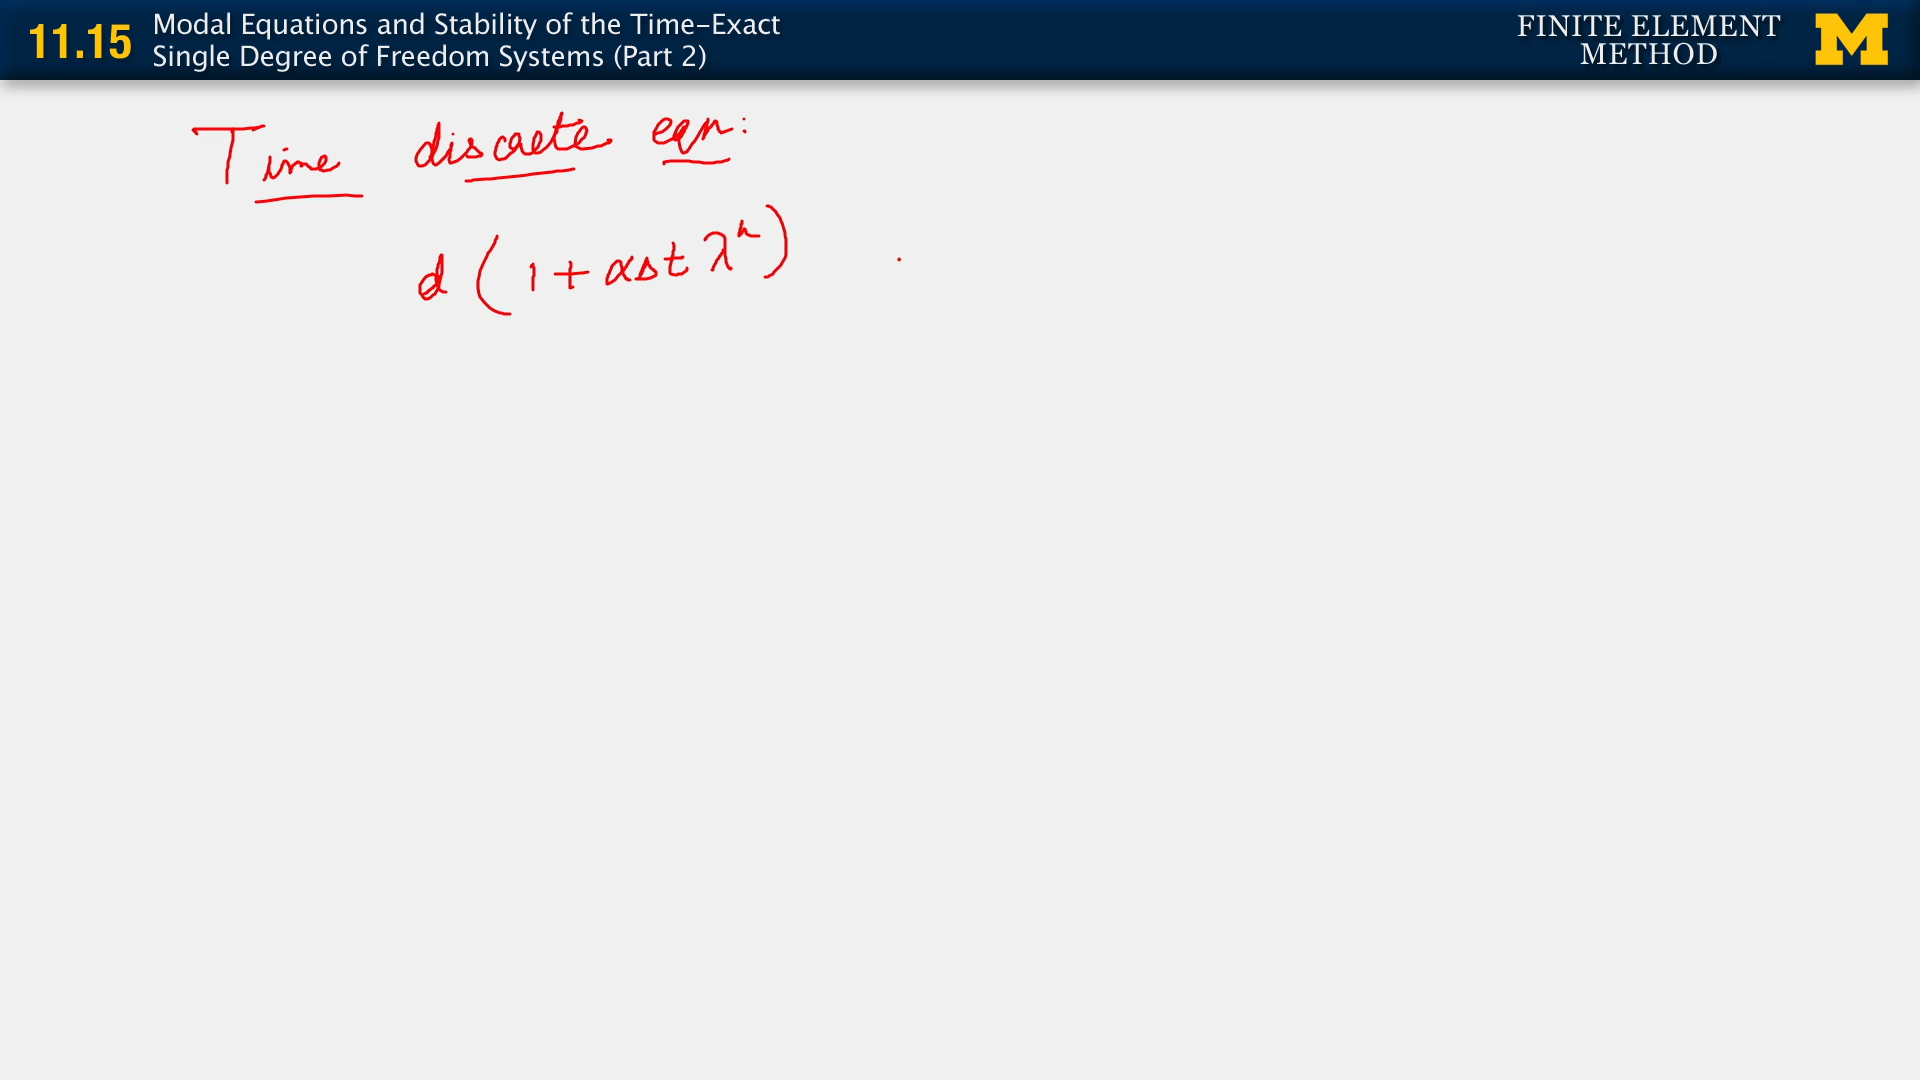 11.15
Modal Equations and Stability of the Time-Exact
Single Degree of Freedom Systems (Part 2)
FINITE ELEMENT
METHOD
M
Time discrete eqn:
d (1 + αΔt λʰ)